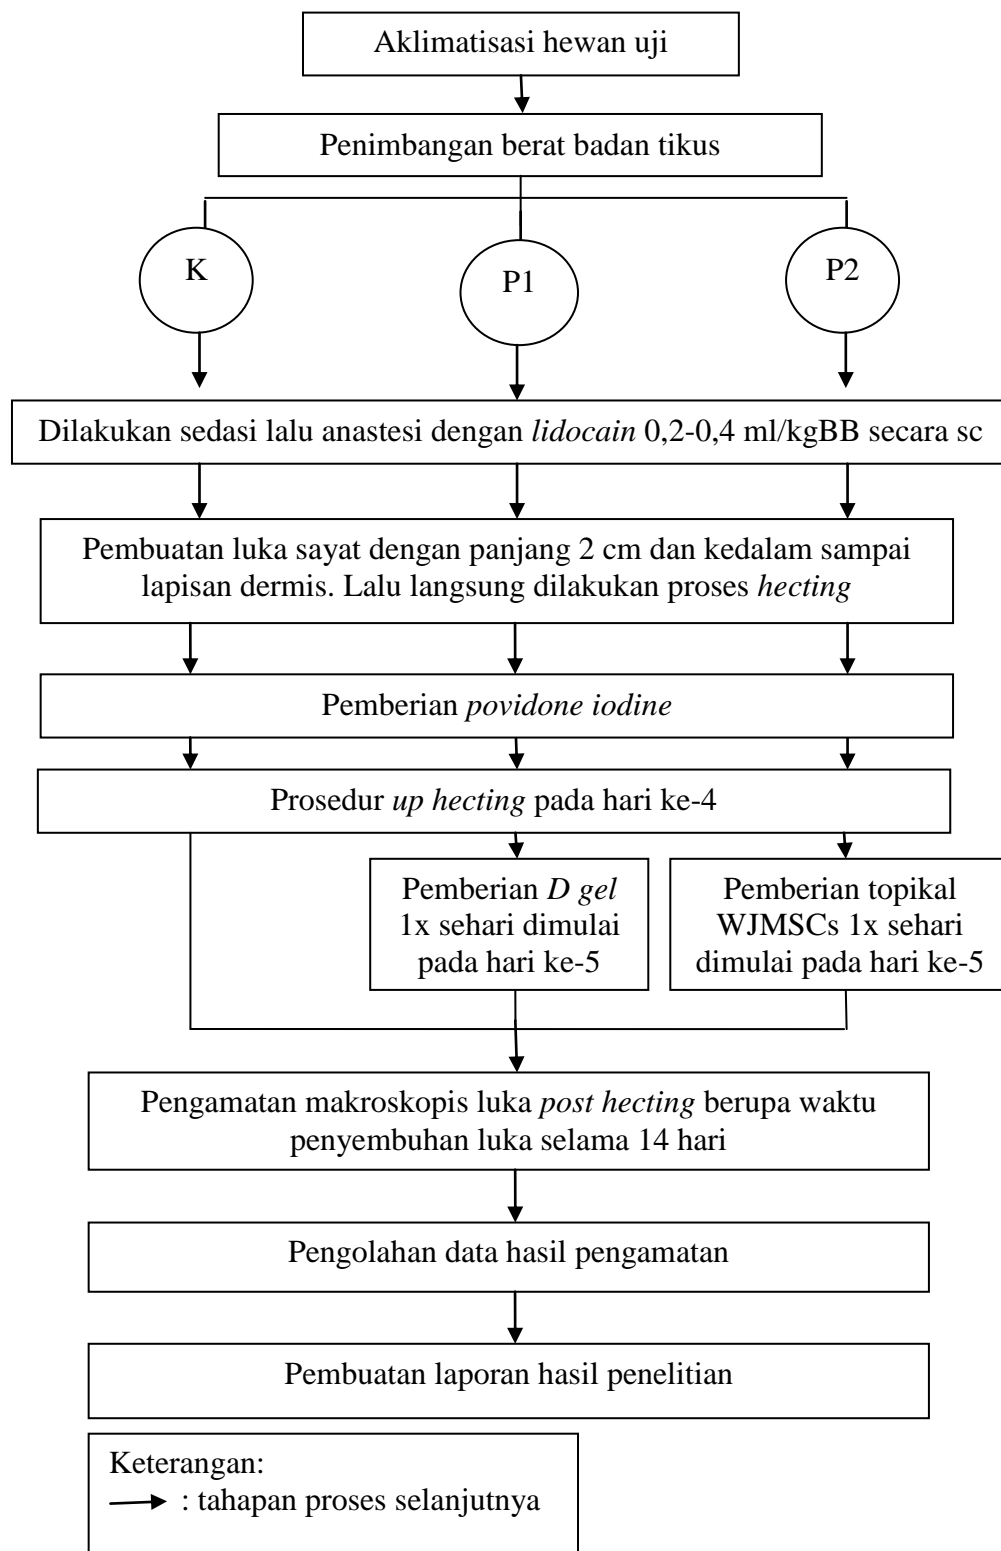 Aklimatisasi hewan uji
Penimbangan berat badan tikus
K
P1
P2
Dilakukan sedasi lalu anastesi dengan lidocain 0,2-0,4 ml/kgBB secara sc
Pembuatan luka sayat dengan panjang 2 cm dan kedalam sampai
lapisan dermis. Lalu langsung dilakukan proses hecting
Pemberian povidone iodine
Prosedur up hecting pada hari ke-4
Pemberian D gel
1x sehari dimulai
pada hari ke-5
Pemberian topikal
WJMSCs 1x sehari
dimulai pada hari ke-5
Pengamatan makroskopis luka post hecting berupa waktu
penyembuhan luka selama 14 hari
Pengolahan data hasil pengamatan
Pembuatan laporan hasil penelitian
Keterangan:
: tahapan proses selanjutnya